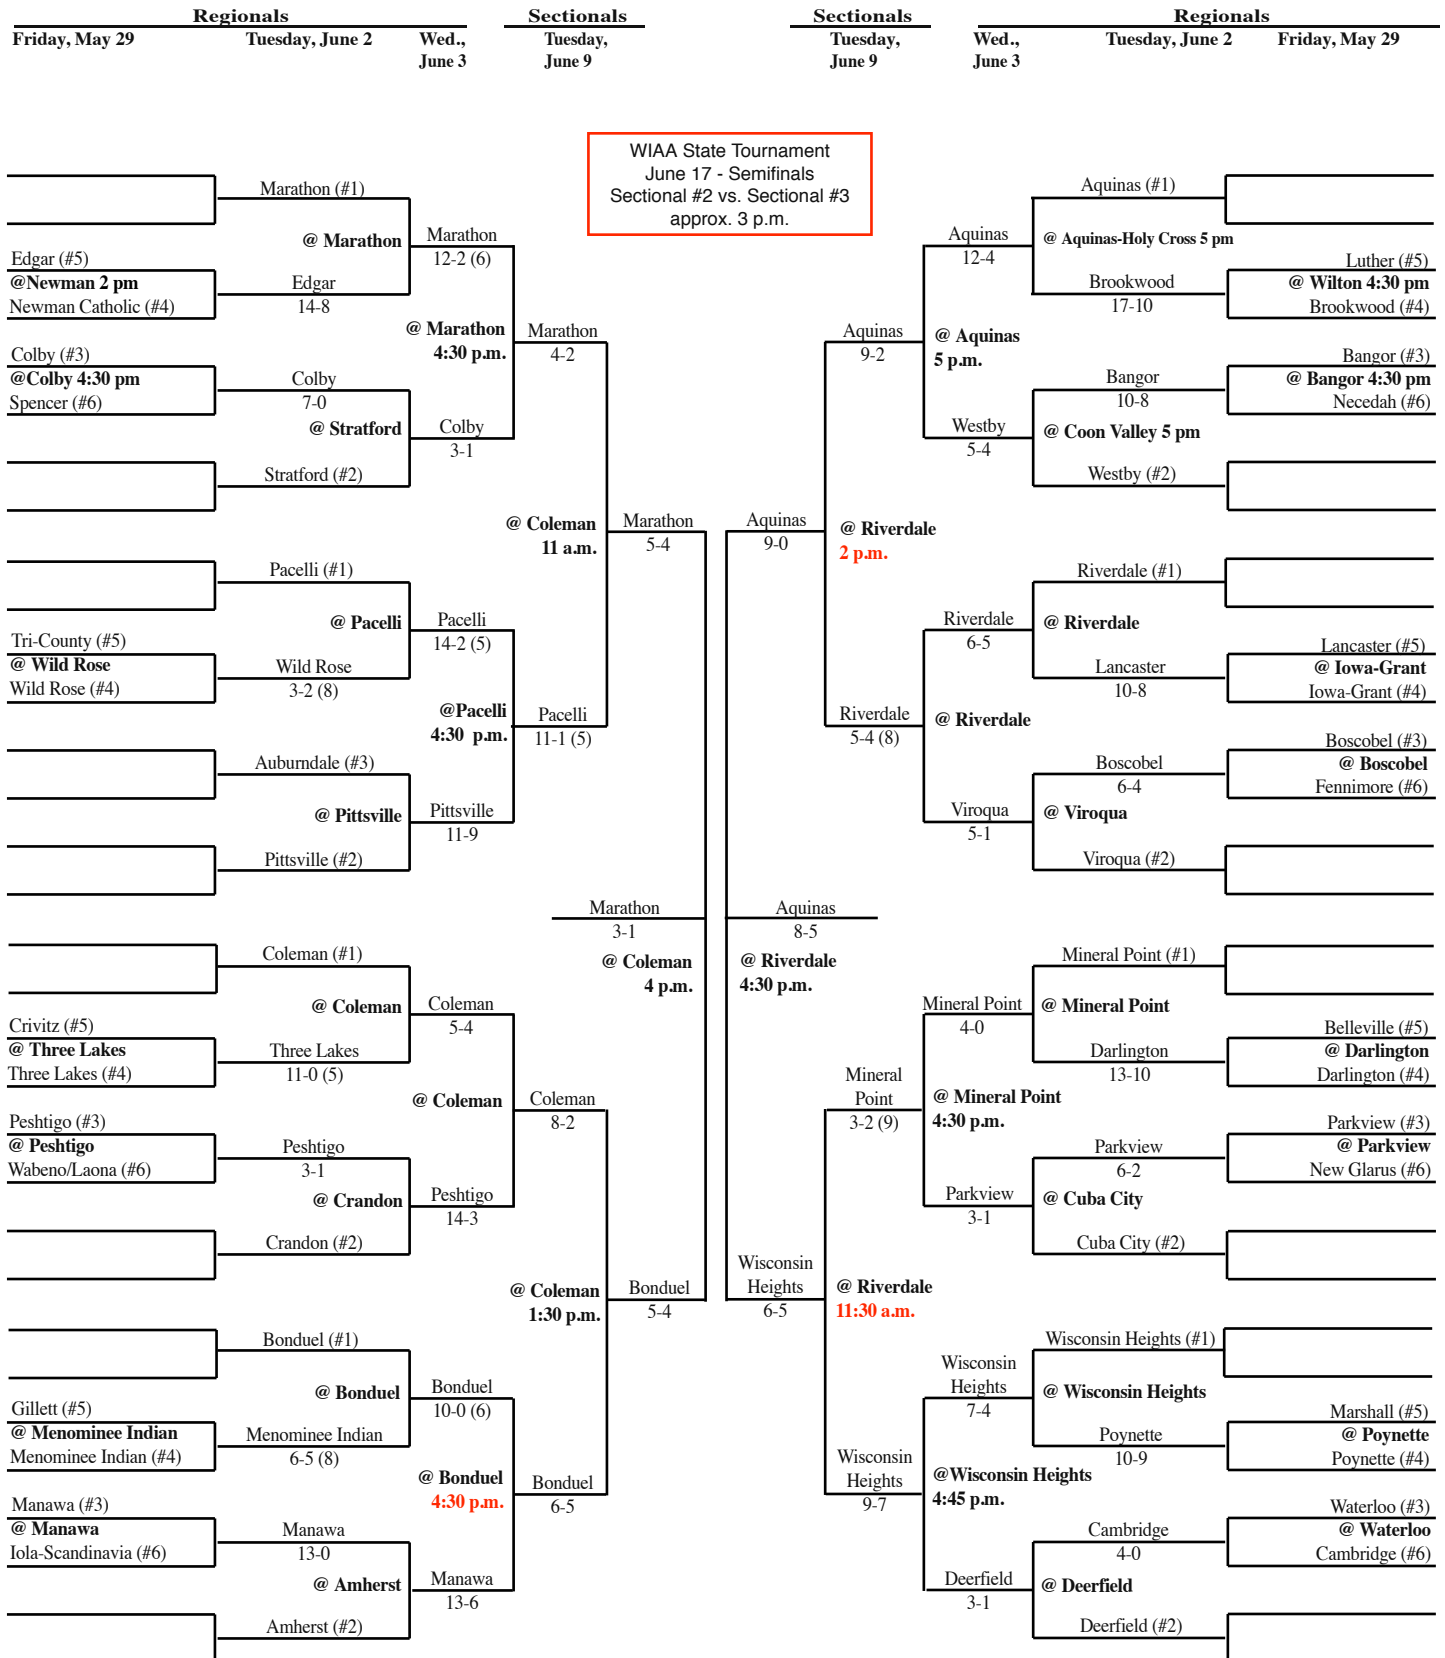 Regionals
Sectionals
Sectionals
Regionals
Friday, May 29
Tuesday, June 2
Wed.,
June 3
Tuesday,
June 9
Tuesday,
June 9
Wed.,
June 3
Tuesday, June 2
Friday, May 29
WIAA State Tournament
June 17 - Semifinals
Sectional #2 vs. Sectional #3
approx. 3 p.m.
Marathon (#1)
@ Marathon
Edgar (#5)
@Newman 2 pm
Newman Catholic (#4)
Edgar
14-8
Marathon
12-2 (6)
@ Marathon
4:30 p.m.
Marathon
4-2
Colby (#3)
@Colby 4:30 pm
Spencer (#6)
Colby
7-0
@ Stratford
Colby
3-1
Stratford (#2)
@ Coleman
11 a.m.
Marathon
5-4
Pacelli (#1)
@ Pacelli
Pacelli
14-2 (5)
Tri-County (#5)
@ Wild Rose
Wild Rose (#4)
Wild Rose
3-2 (8)
@Pacelli
4:30 p.m.
Pacelli
11-1 (5)
Auburndale (#3)
@ Pittsville
Pittsville
11-9
Pittsville (#2)
Marathon
3-1
@ Coleman
4 p.m.
Coleman (#1)
@ Coleman
Coleman
5-4
Crivitz (#5)
@ Three Lakes
Three Lakes (#4)
Three Lakes
11-0 (5)
@ Coleman
Coleman
8-2
Peshtigo (#3)
@ Peshtigo
Wabeno/Laona (#6)
Peshtigo
3-1
@ Crandon
Peshtigo
14-3
Crandon (#2)
@ Coleman
1:30 p.m.
Bonduel
5-4
Bonduel (#1)
@ Bonduel
Bonduel
10-0 (6)
Gillett (#5)
@ Menominee Indian
Menominee Indian (#4)
Menominee Indian
6-5 (8)
@ Bonduel
4:30 p.m.
Bonduel
6-5
Manawa (#3)
@ Manawa
Iola-Scandinavia (#6)
Manawa
13-0
@ Amherst
Manawa
13-6
Amherst (#2)
Aquinas (#1)
Aquinas
12-4
@ Aquinas-Holy Cross 5 pm
Luther (#5)
@ Wilton 4:30 pm
Brookwood (#4)
Brookwood
17-10
Aquinas
9-2
@ Aquinas
5 p.m.
Bangor (#3)
@ Bangor 4:30 pm
Necedah (#6)
Bangor
10-8
Westby
5-4
@ Coon Valley 5 pm
Westby (#2)
Aquinas
9-0
@ Riverdale
2 p.m.
Riverdale (#1)
Riverdale
6-5
@ Riverdale
Lancaster (#5)
@ Iowa-Grant
Iowa-Grant (#4)
Lancaster
10-8
Riverdale
5-4 (8)
@ Riverdale
Boscobel (#3)
@ Boscobel
Fennimore (#6)
Boscobel
6-4
Viroqua
5-1
@ Viroqua
Viroqua (#2)
Aquinas
8-5
@ Riverdale
4:30 p.m.
Mineral Point (#1)
Mineral Point
4-0
@ Mineral Point
Belleville (#5)
@ Darlington
Darlington (#4)
Darlington
13-10
Mineral
Point
3-2 (9)
@ Mineral Point
4:30 p.m.
Parkview (#3)
@ Parkview
New Glarus (#6)
Parkview
6-2
Parkview
3-1
@ Cuba City
Cuba City (#2)
Wisconsin
Heights
6-5
@ Riverdale
11:30 a.m.
Wisconsin Heights (#1)
Wisconsin
Heights
7-4
@ Wisconsin Heights
Marshall (#5)
@ Poynette
Poynette (#4)
Poynette
10-9
Wisconsin
Heights
9-7
@Wisconsin Heights
4:45 p.m.
Waterloo (#3)
@ Waterloo
Cambridge (#6)
Cambridge
4-0
Deerfield
3-1
@ Deerfield
Deerfield (#2)